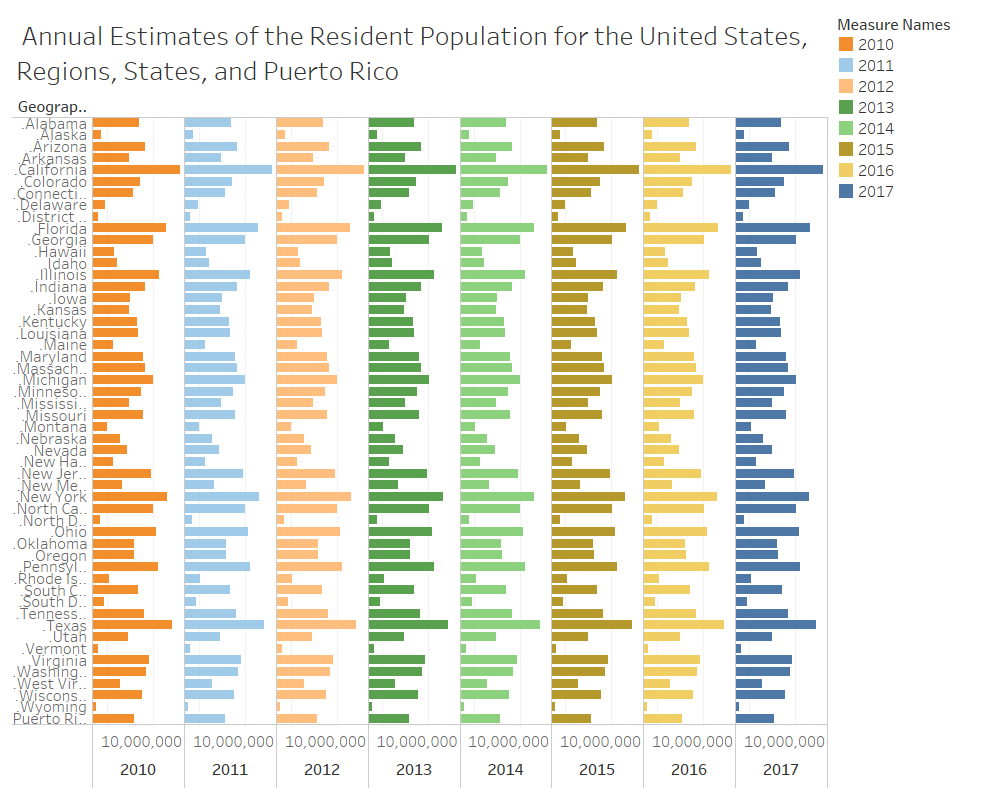 Annual Estimates of the Resident Population for the United States,
Regions, States, and Puerto Rico
Measure Names
2010
2011
2012
2013
2014
2015
2016
2017
Geograp..
.Alabama
.Alaska
.Arizona
.Arkansas
.California
.Colorado
.Connecti..
.Delaware
.District ..
.Florida
.Georgia
.Hawaii
.Idaho
.Illinois
.Indiana
.Iowa
.Kansas
.Kentucky
.Louisiana
.Maine
.Maryland
.Massach..
.Michigan
.Minneso..
.Mississi..
.Missouri
.Montana
.Nebraska
.Nevada
.New Ha..
.New Jer..
.New Me..
.New York
.North Ca..
.North D..
.Ohio
.Oklahoma
.Oregon
.Pennsyl..
.Rhode Is..
.South C..
.South D..
.Tenness..
.Texas
.Utah
.Vermont
.Virginia
.Washing..
.West Vir..
.Wiscons..
.Wyoming
Puerto Ri..
10,000,000 10,000,000 10,000,000 10,000,000 10,000,000 10,000,000 10,000,000 10,000,000
2010 2011 2012 2013 2014 2015 2016 2017